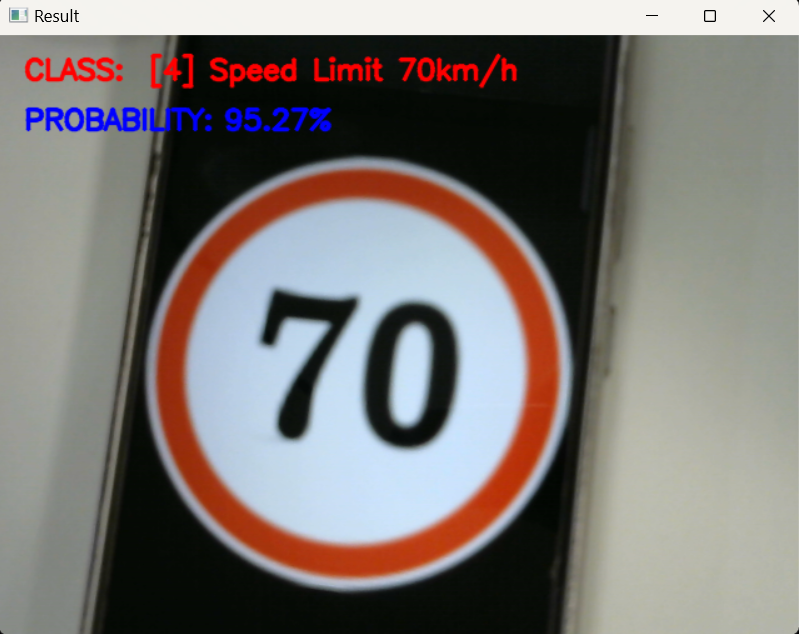 Result
CLASS: [4] Speed Limit 70km/h
PROBABILITY: 95.27%
70